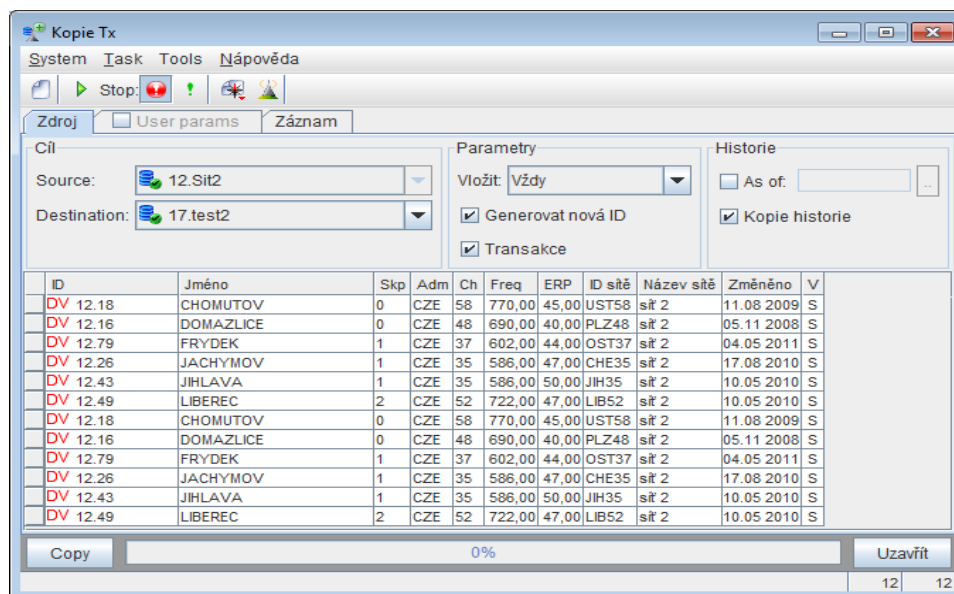 Kopie Tx
System Task Tools Nápověda
Stop:
Zdroj User params Záznam
Cíl Parametry Historie
Source: 12.Sit2 Vložit: Vždy As of: ..
Destination: 17.test2 Generovat nová ID Kopie historie
Transakce
ID Jméno Skp Adm Ch Freq ERP ID sítě Název sítě Změněno V
DV 12.18 CHOMUTOV 0 CZE 58 770,00 45,00 UST58 síť 2 11.08 2009 S
DV 12.16 DOMAZLICE 0 CZE 48 690,00 40,00 PLZ48 síť 2 05.11 2008 S
DV 12.79 FRYDEK 1 CZE 37 602,00 44,00 OST37 síť 2 04.05 2011 S
DV 12.26 JACHYMOV 1 CZE 35 586,00 47,00 CHE35 síť 2 17.08 2010 S
DV 12.43 JIHLAVA 1 CZE 35 586,00 50,00 JIH35 síť 2 10.05 2010 S
DV 12.49 LIBEREC 2 CZE 52 722,00 47,00 LIB52 síť 2 10.05 2010 S
DV 12.18 CHOMUTOV 0 CZE 58 770,00 45,00 UST58 síť 2 11.08 2009 S
DV 12.16 DOMAZLICE 0 CZE 48 690,00 40,00 PLZ48 síť 2 05.11 2008 S
DV 12.79 FRYDEK 1 CZE 37 602,00 44,00 OST37 síť 2 04.05 2011 S
DV 12.26 JACHYMOV 1 CZE 35 586,00 47,00 CHE35 síť 2 17.08 2010 S
DV 12.43 JIHLAVA 1 CZE 35 586,00 50,00 JIH35 síť 2 10.05 2010 S
DV 12.49 LIBEREC 2 CZE 52 722,00 47,00 LIB52 síť 2 10.05 2010 S
Copy 0% Uzavřít
12 12